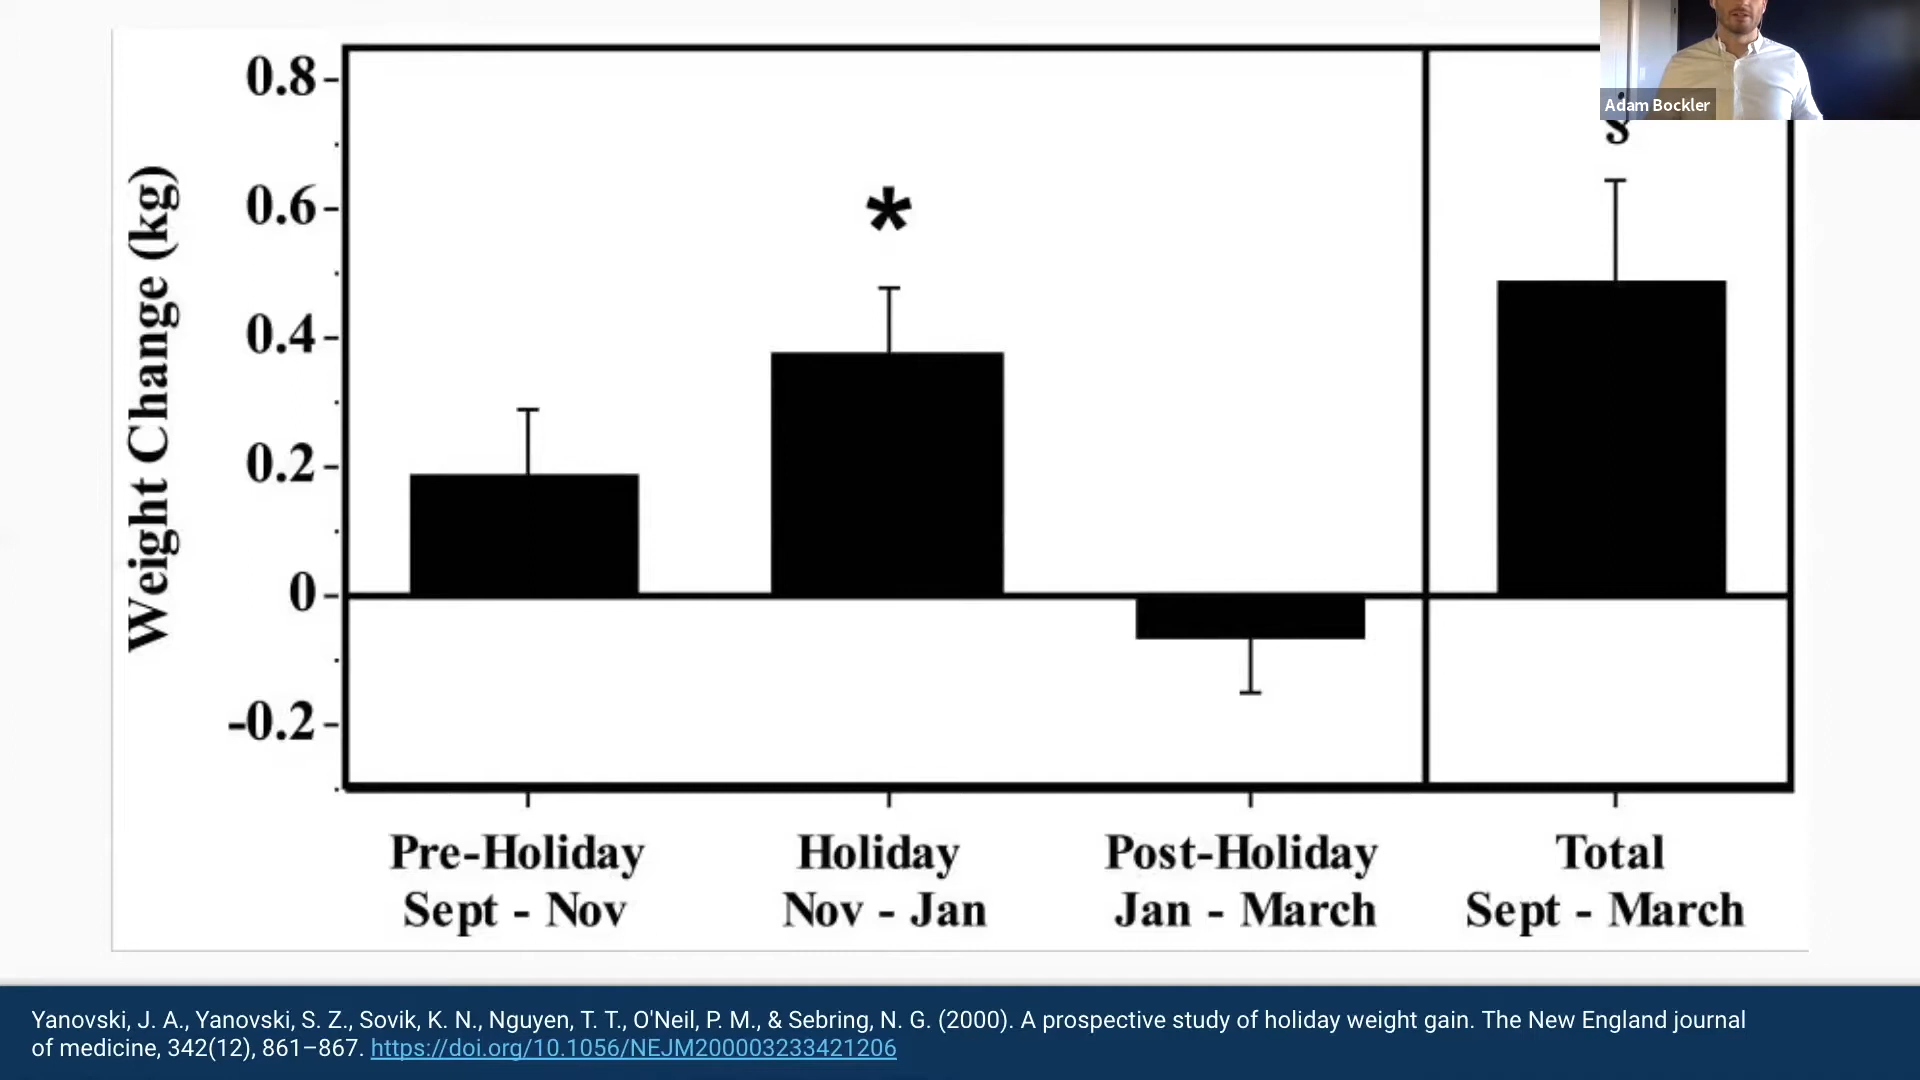 0.8
Adam Bockler
§
0.6
*
0.4
0.2
0
-0.2
Weight Change (kg)
Pre-Holiday
Sept - Nov
Holiday
Nov - Jan
Post-Holiday
Jan - March
Total
Sept - March
Yanovski, J. A., Yanovski, S. Z., Sovik, K. N., Nguyen, T. T., O'Neil, P. M., & Sebring, N. G. (2000). A prospective study of holiday weight gain. The New England journal
of medicine, 342(12), 861–867. https://doi.org/10.1056/NEJM200003233421206